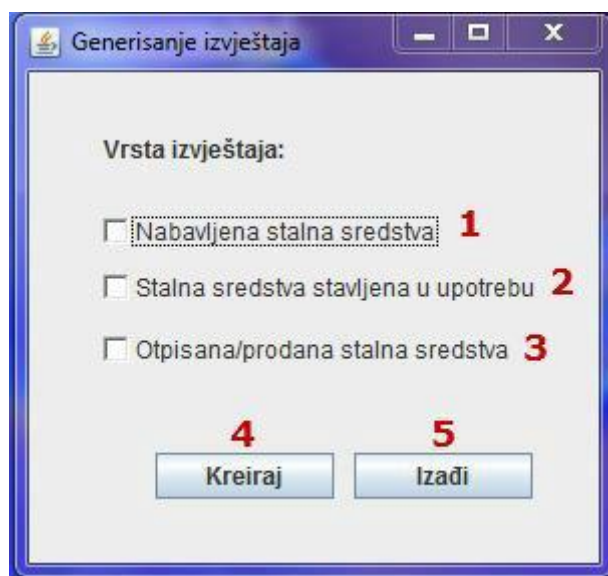 Generisanje izvještaja
Vrsta izvještaja:
Nabavljena stalna sredstva 1
Stalna sredstva stavljena u upotrebu 2
Otpisana/prodana stalna sredstva 3
4 5
Kreiraj Izađi